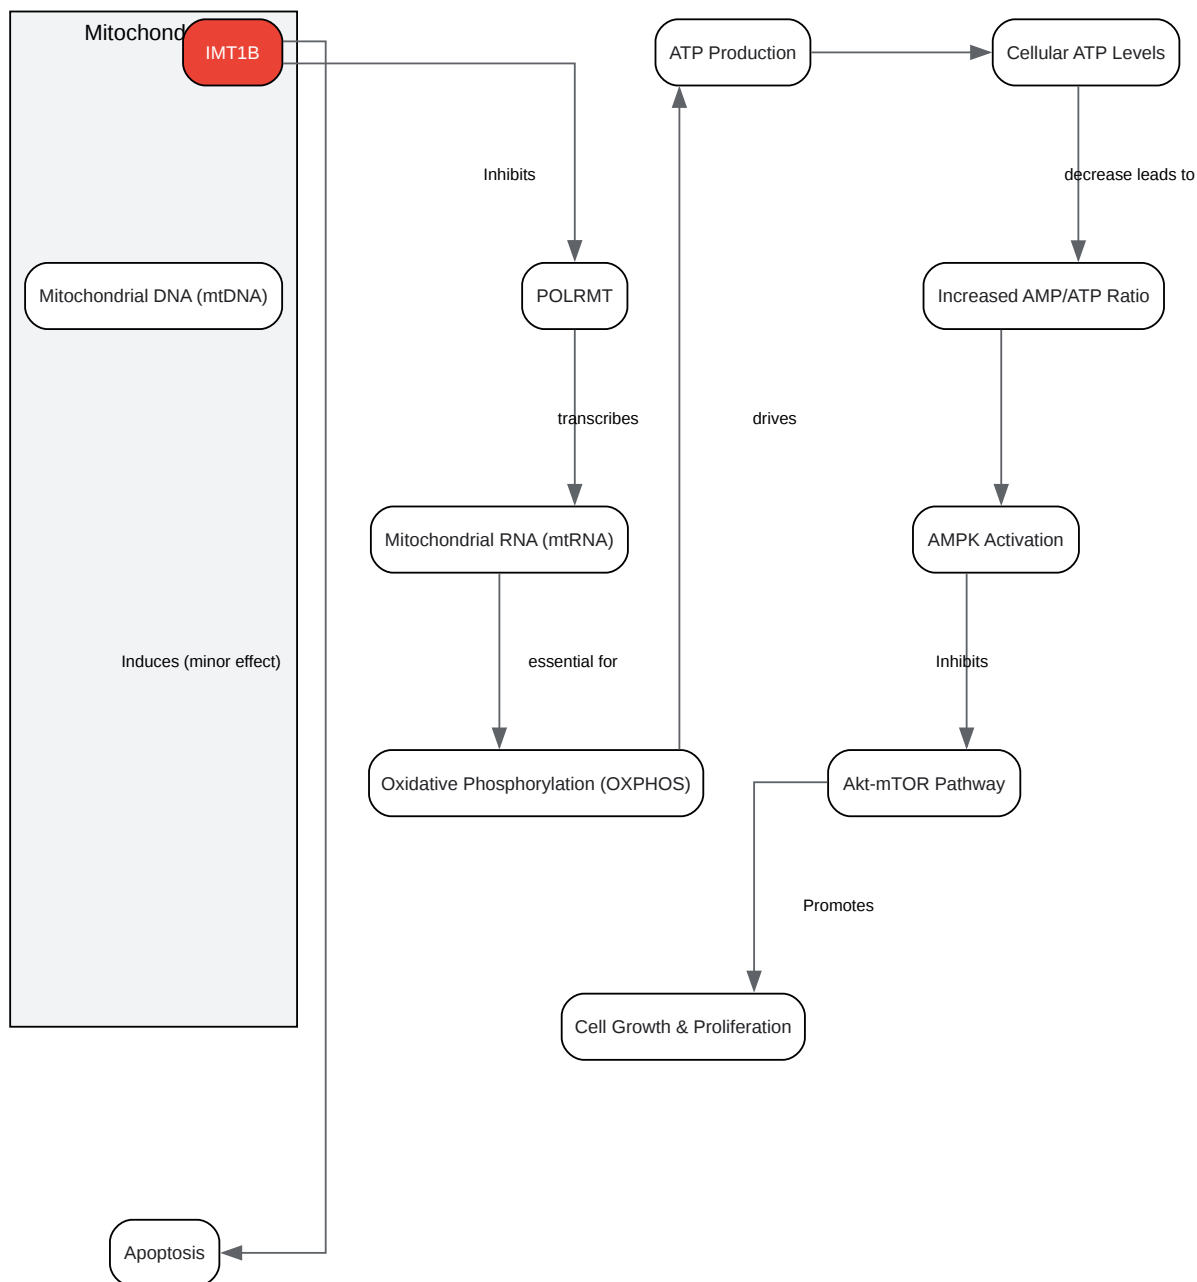 Mitochond
IMT1B
ATP Production
Cellular ATP Levels
Inhibits
decrease leads to
Mitochondrial DNA (mtDNA)
POLRMT
Increased AMP/ATP Ratio
transcribes
drives
Mitochondrial RNA (mtRNA)
AMPK Activation
Induces (minor effect)
essential for
Inhibits
Oxidative Phosphorylation (OXPHOS)
Akt-mTOR Pathway
Promotes
Cell Growth & Proliferation
Apoptosis